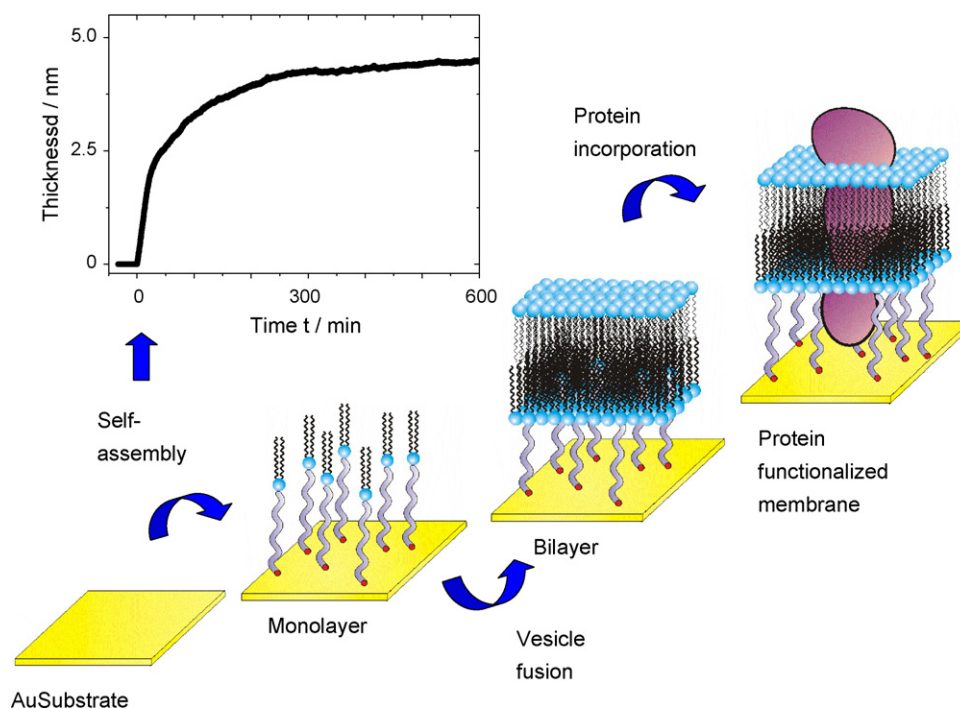 5.0
2.5
0
Thicknessd / nm
0
300
600
Time t / min
Protein
incorporation
Self-
assembly
Protein
functionalized
membrane
Bilayer
Monolayer
Vesicle
fusion
AuSubstrate